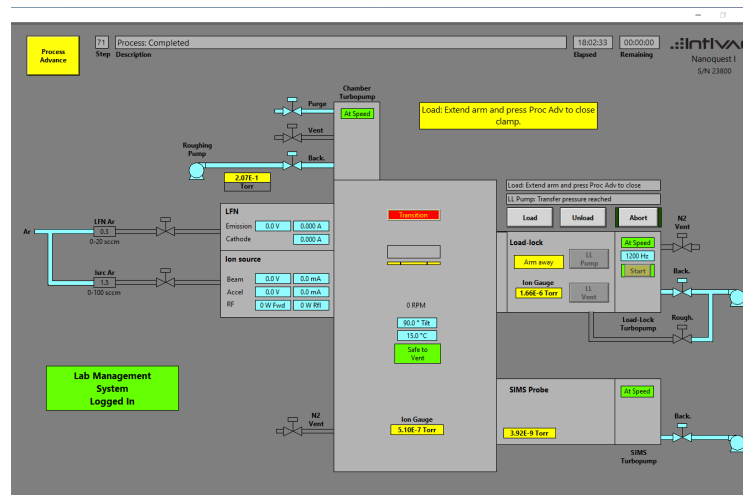 Process
Advance
71
Process: Completed
18:02:33
00:00:00
Step
Description
Elapsed
Remaining
Nanoquest I
S/N 23800
Chamber
Turbopump
Purge
At Speed
Load: Extend arm and press Proc Adv to close
clamp.
Vent
Roughing
Pump
Back.
2.07E-1
Torr
Load: Extend arm and press Proc Adv to close
LL Pump: Transfer pressure reached
Load
Unload
Abort
N2
Vent
LFN
Transition
Emission
0.0 V
0.000 A
Cathode
0.000 A
LFN Ar
Ar
0.3
0-20 sccm
Load-lock
At Speed
Arm away
LL
Pump
1200 Hz
Start
Back.
Ion source
Isrc Ar
1.3
0-100 sccm
Beam
0.0 V
0.0 mA
Accel
0.0 V
0.0 mA
RF
0 W Fwd
0 W Rfl
Ion Gauge
1.66E-6 Torr
LL
Vent
0 RPM
90.0 ° Tilt
15.0 °C
Safe to
Vent
Load-Lock
Turbopump
Rough.
Lab Management
System
Logged In
SIMS Probe
At Speed
N2
Vent
Ion Gauge
5.10E-7 Torr
3.92E-9 Torr
Back.
SIMS
Turbopump